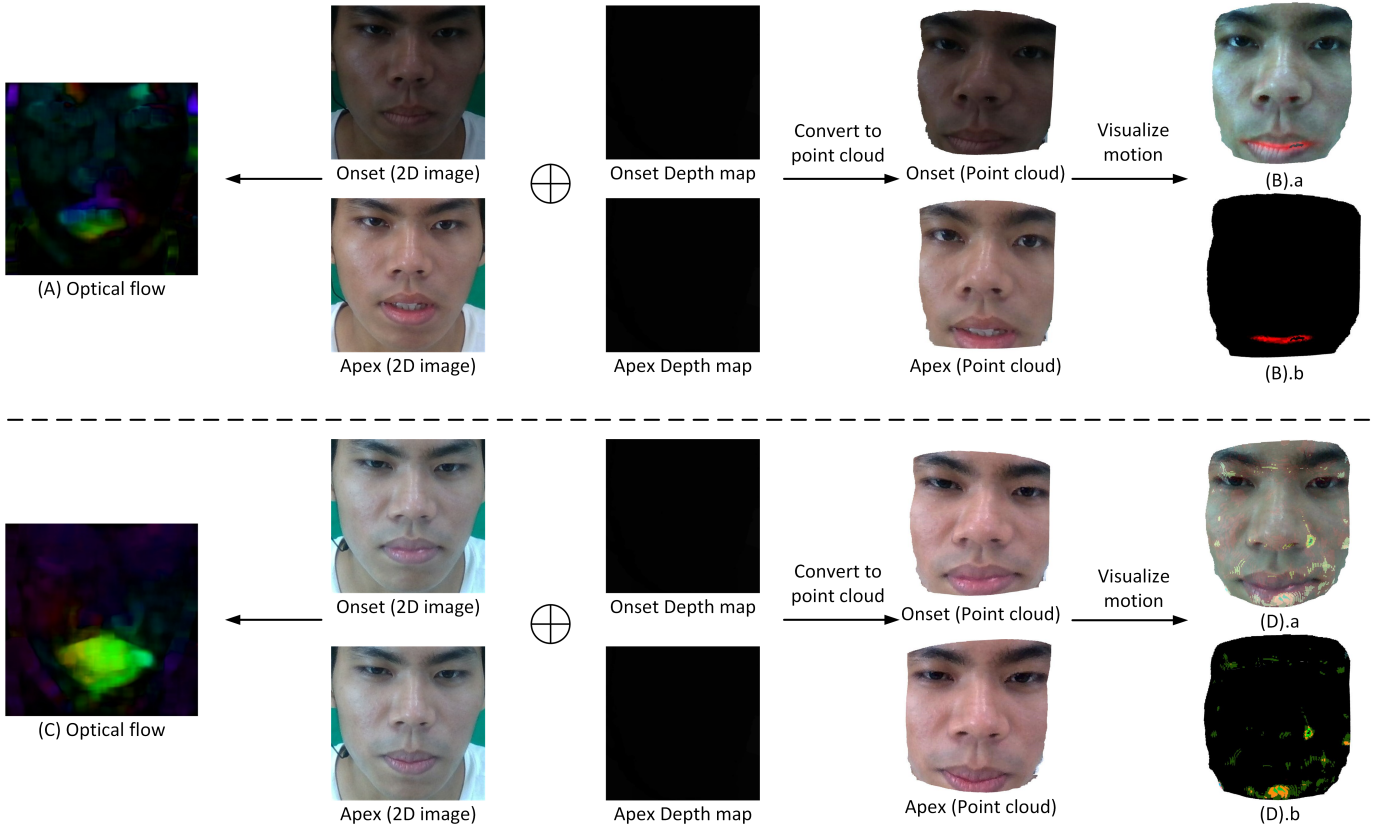 Onset (2D image)
Onset Depth map
Convert to
point cloud
Onset (Point cloud)
Visualize
motion
(B).a
(A) Optical flow
Apex (2D image)
Apex Depth map
Apex (Point cloud)
(B).b
Onset (2D image)
Onset Depth map
Convert to
point cloud
Onset (Point cloud)
Visualize
motion
(D).a
(C) Optical flow
Apex (2D image)
Apex Depth map
Apex (Point cloud)
(D).b